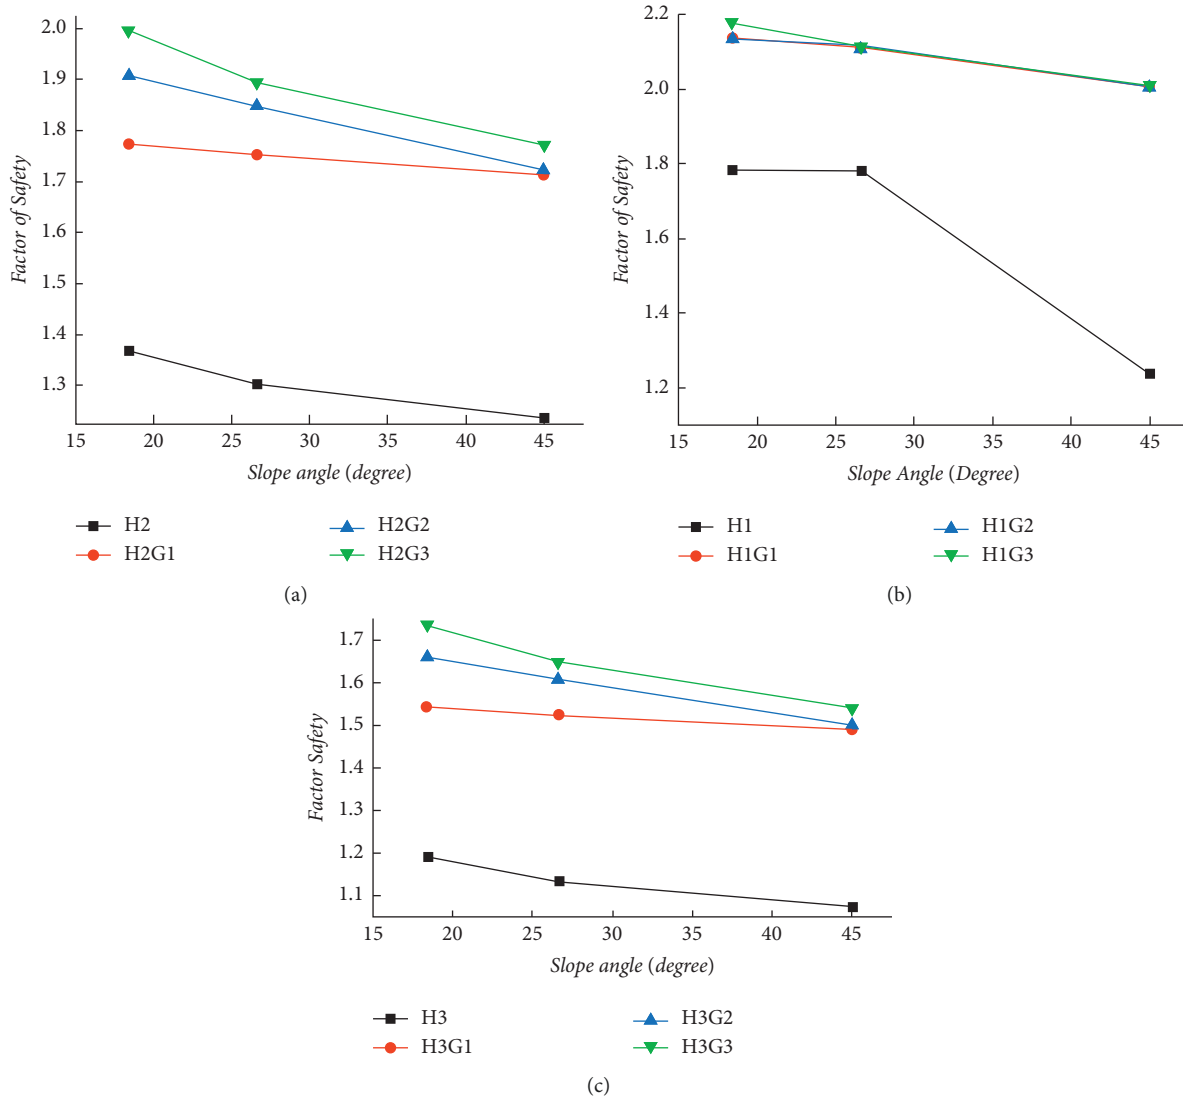 2.0
1.9
1.8
1.7
1.6
1.5
1.4
1.3
Factor of Safety
15 20 25 30 35 40 45
Slope angle (degree)
H2 H2G2
H2G1 H2G3
(a)
2.2
2.0
1.8
1.6
1.4
1.2
Factor of Safety
15 20 25 30 35 40 45
Slope Angle (Degree)
H1 H1G2
H1G1 H1G3
(b)
1.7
1.6
1.5
1.4
1.3
1.2
1.1
Factor Safety
15 20 25 30 35 40 45
Slope angle (degree)
H3 H3G2
H3G1 H3G3
(c)